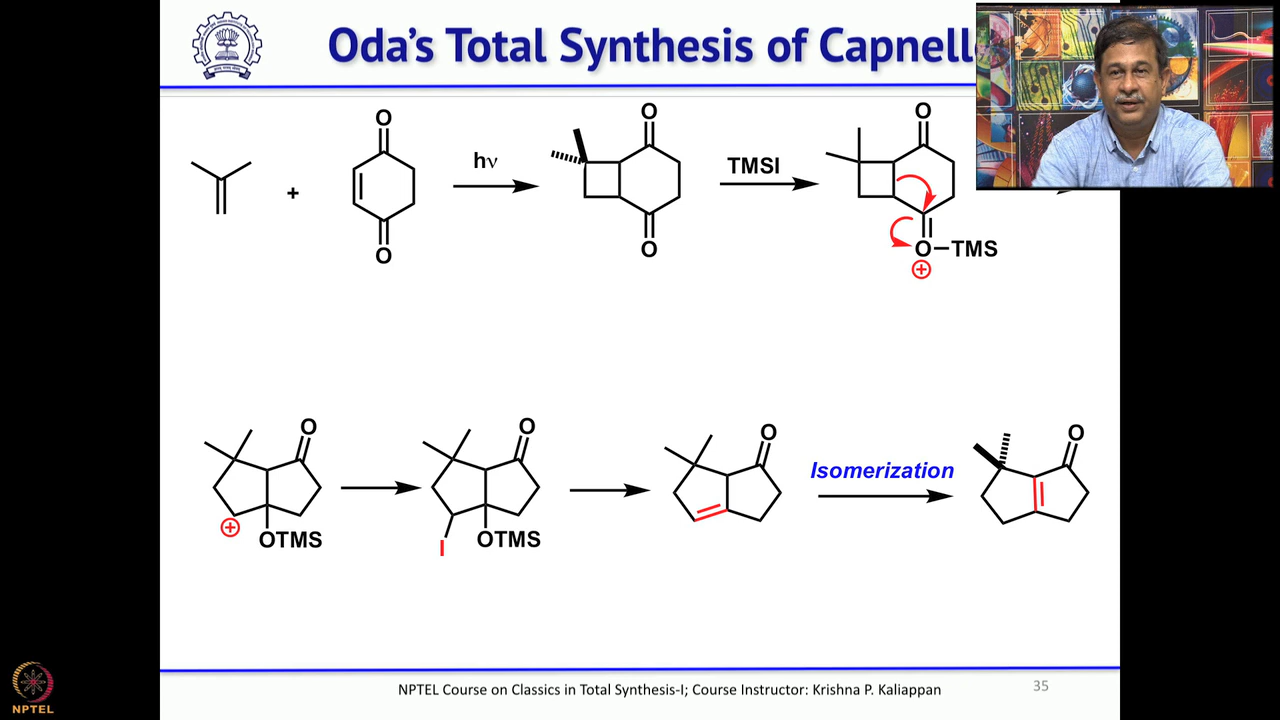 Oda's Total Synthesis of Capnell
O
O
O
hν
TMSI
+
O
O
O–TMS
⊕
O
O
O
O
Isomerization
⊕
OTMS
OTMS
I
NPTEL Course on Classics in Total Synthesis-I; Course Instructor: Krishna P. Kaliappan
35
NPTEL